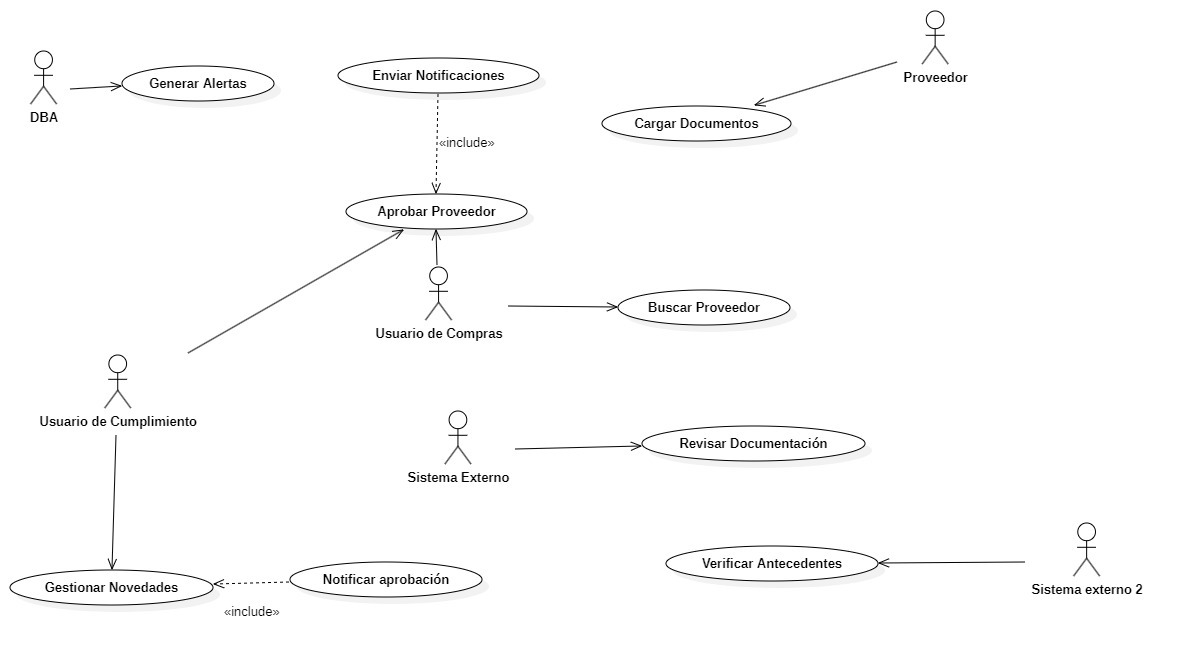 Proveedor
Enviar Notificaciones
Generar Alertas
DBA
Cargar Documentos
«include»
Aprobar Proveedor
Buscar Proveedor
Usuario de Compras
Usuario de Cumplimiento
Revisar Documentación
Sistema Externo
Verificar Antecedentes
Sistema externo 2
Notificar aprobación
Gestionar Novedades
«include»